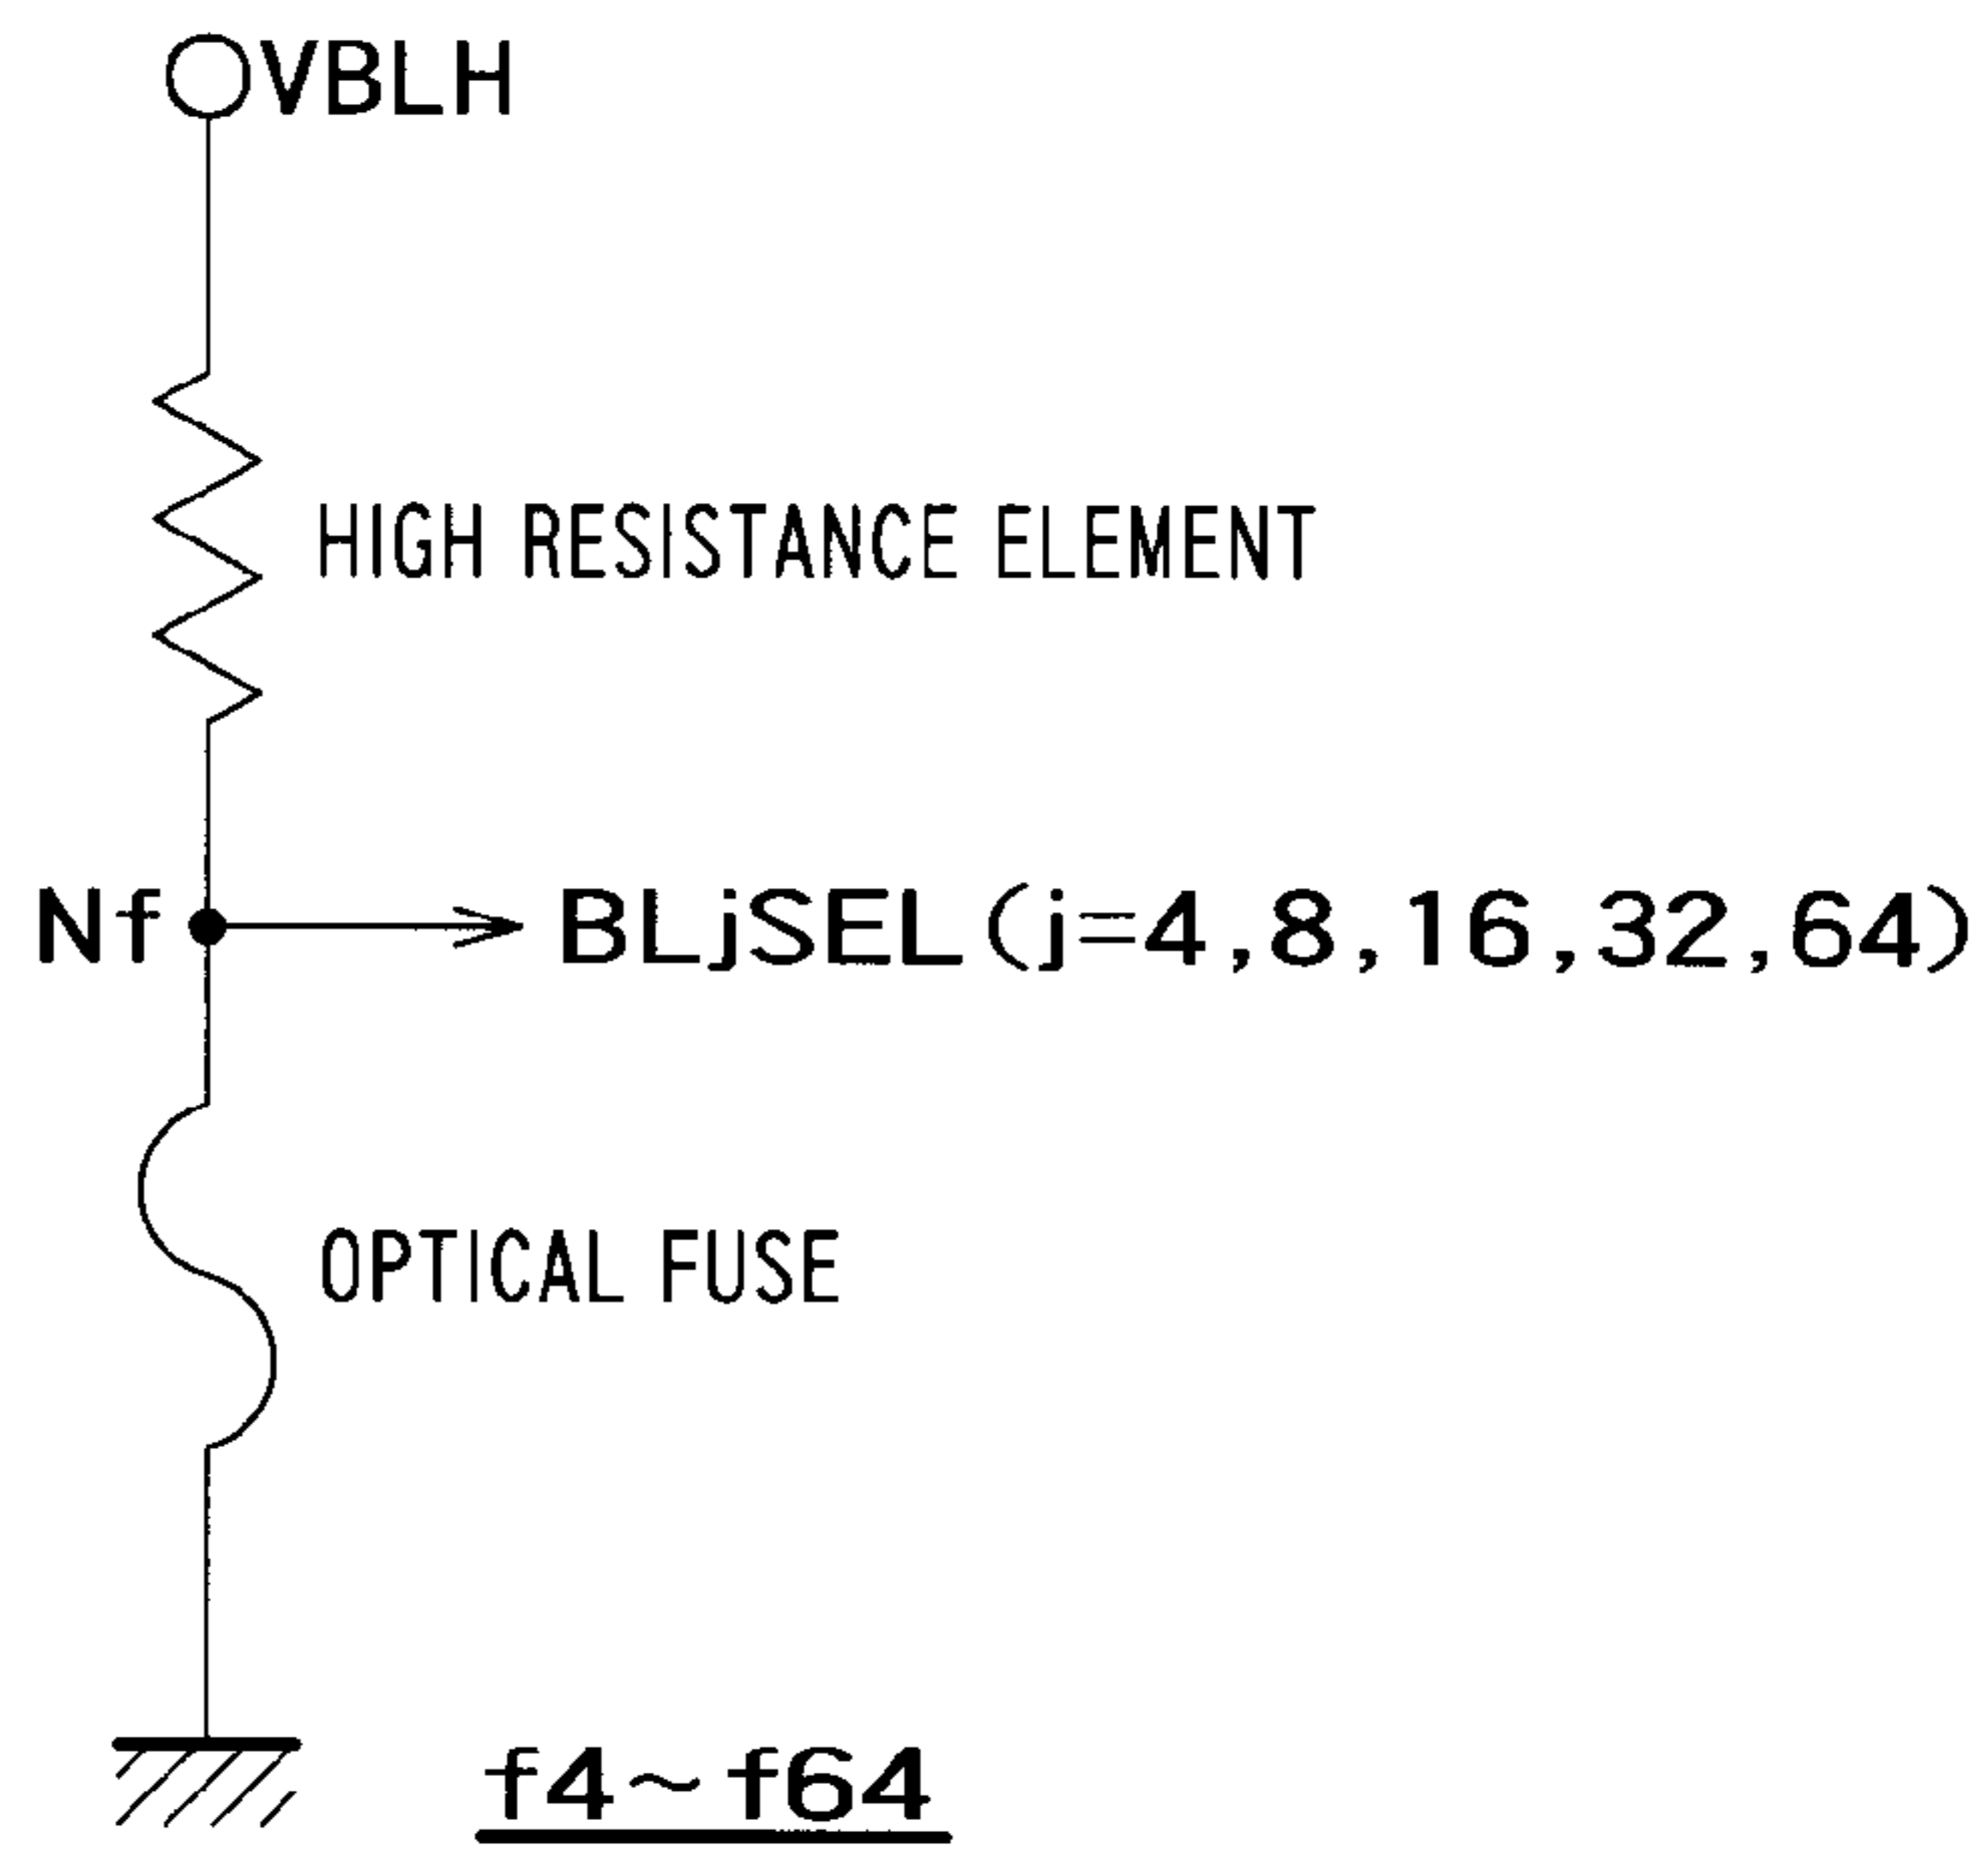 VBLH
HIGH RESISTANCE ELEMENT
Nf
BLjSEL(j=4,8,16,32,64)
OPTICAL FUSE
f4~f64